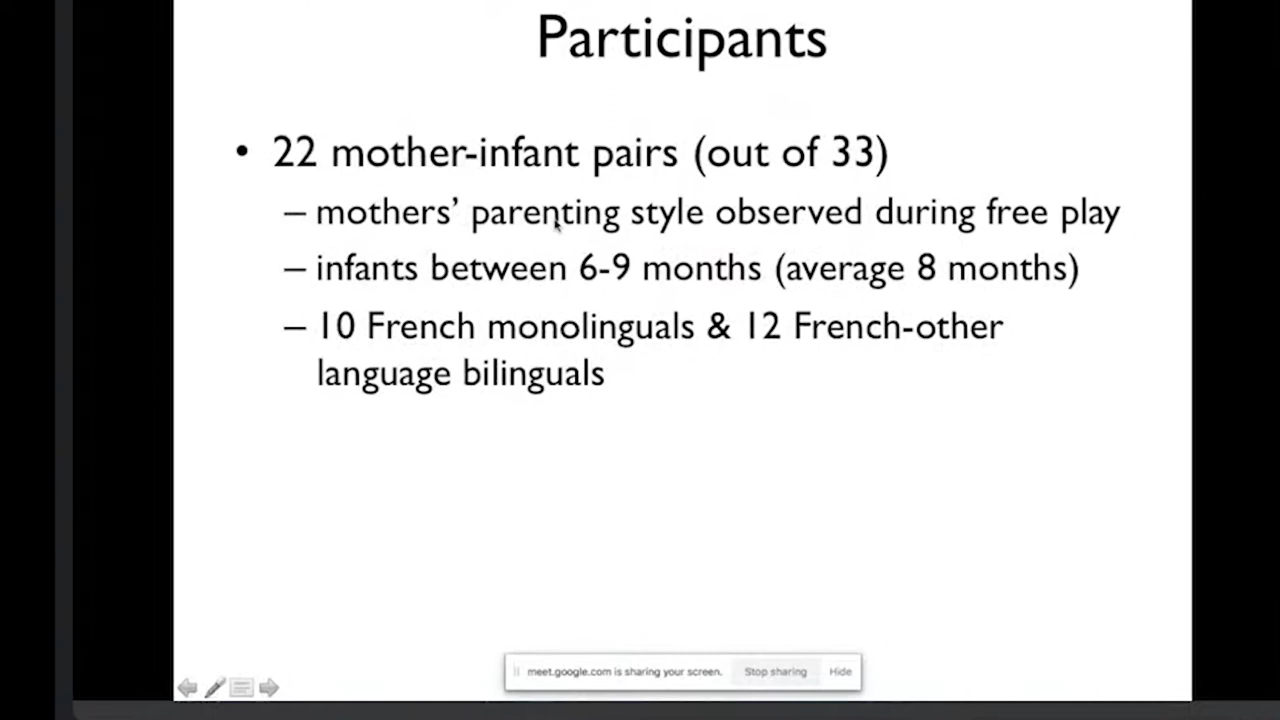 Participants
• 22 mother-infant pairs (out of 33)
– mothers’ parenting style observed during free play
– infants between 6-9 months (average 8 months)
– 10 French monolinguals & 12 French-other
language bilinguals
meet.google.com is sharing your screen. Stop sharing Hide